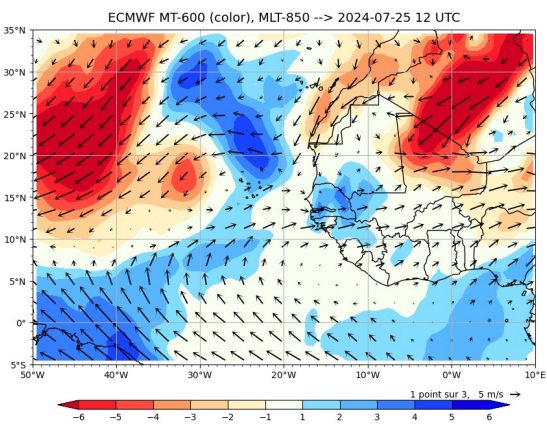 ECMWF MT-600 (color), MLT-850 --> 2024-07-25 12 UTC
35°N
30°N
25°N
20°N
15°N
10°N
5°N
0°
5°S
50°W 40°W 30°W 20°W 10°W 0°W 10°E
1 point sur 3, 5 m/s
−6 −5 −4 −3 −2 −1 1 2 3 4 5 6